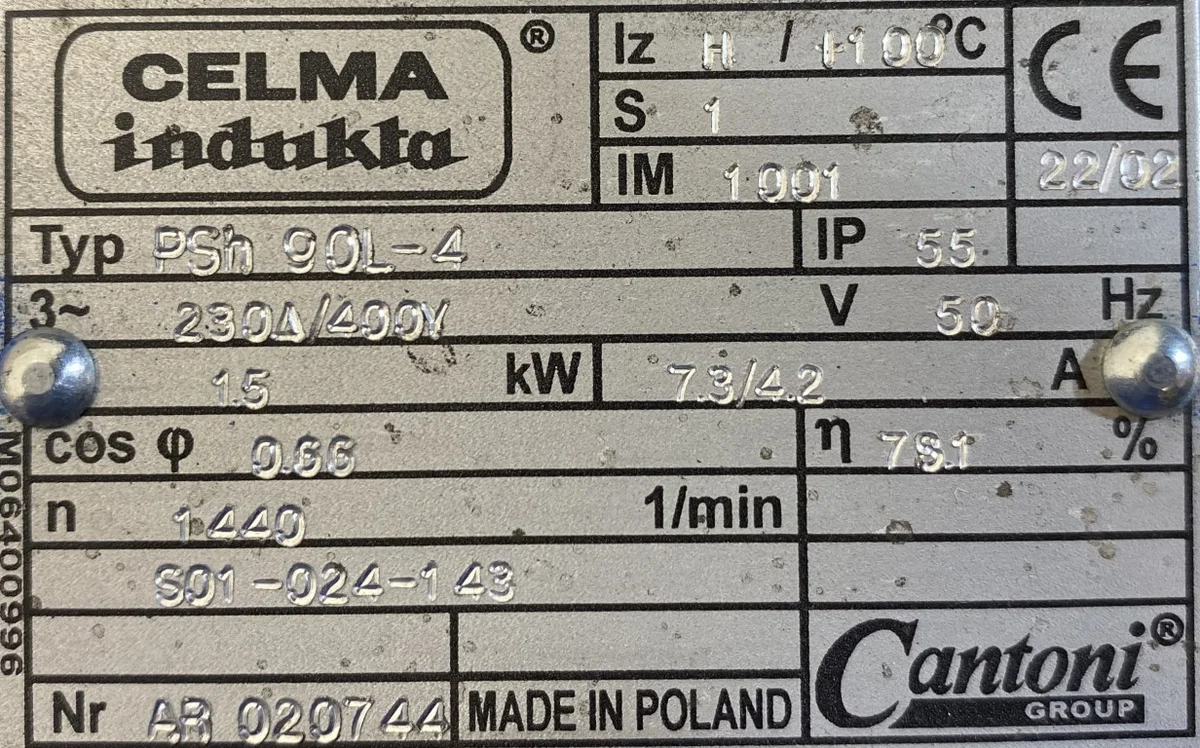 CELMA ®
indukta
Iz H / +100°C
S 1
IM 1001
CE
22/02
Typ PSh 90L-4 IP 55
3~ 230Δ/400Y V 50 Hz
1.5 kW 7.3/4.2 A
cos φ 0.66 η 78.1 %
n 1440 1/min
S01-024-143
Nr AR 020744 MADE IN POLAND
Cantoni ®
GROUP
M06400996